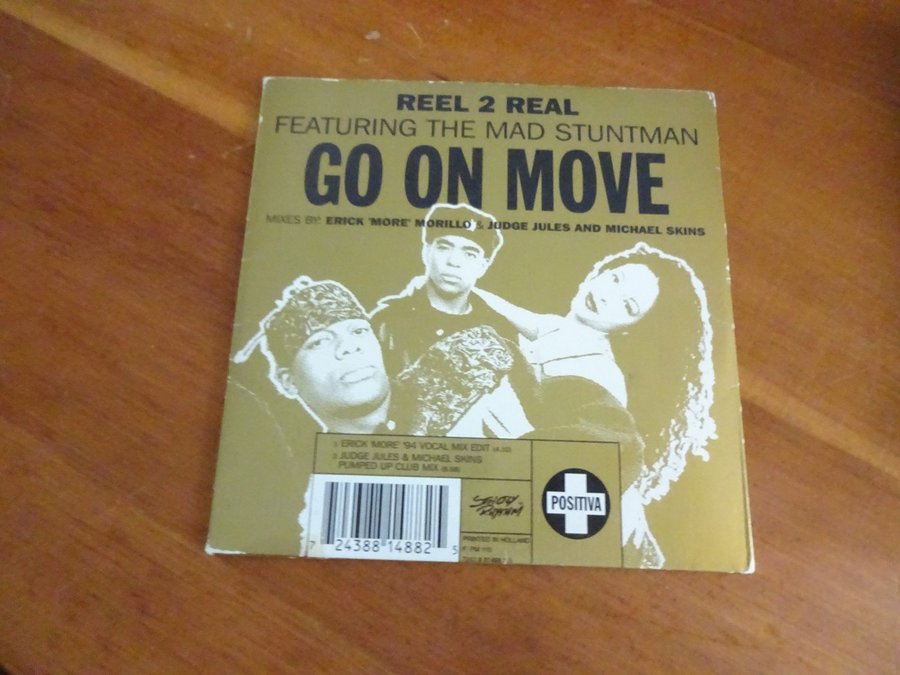 REEL 2 REAL
FEATURING THE MAD STUNTMAN
GO ON MOVE
MIXES BY: ERICK 'MORE' MORILLO & JUDGE JULES AND MICHAEL SKINS
1 ERICK 'MORE' '94 VOCAL MIX EDIT
2 JUDGE JULES & MICHAEL SKINS
PUMPED UP CLUB MIX
STRICTLY RHYTHM
POSITIVA
7 24388 14882 5
PRINTED IN HOLLAND